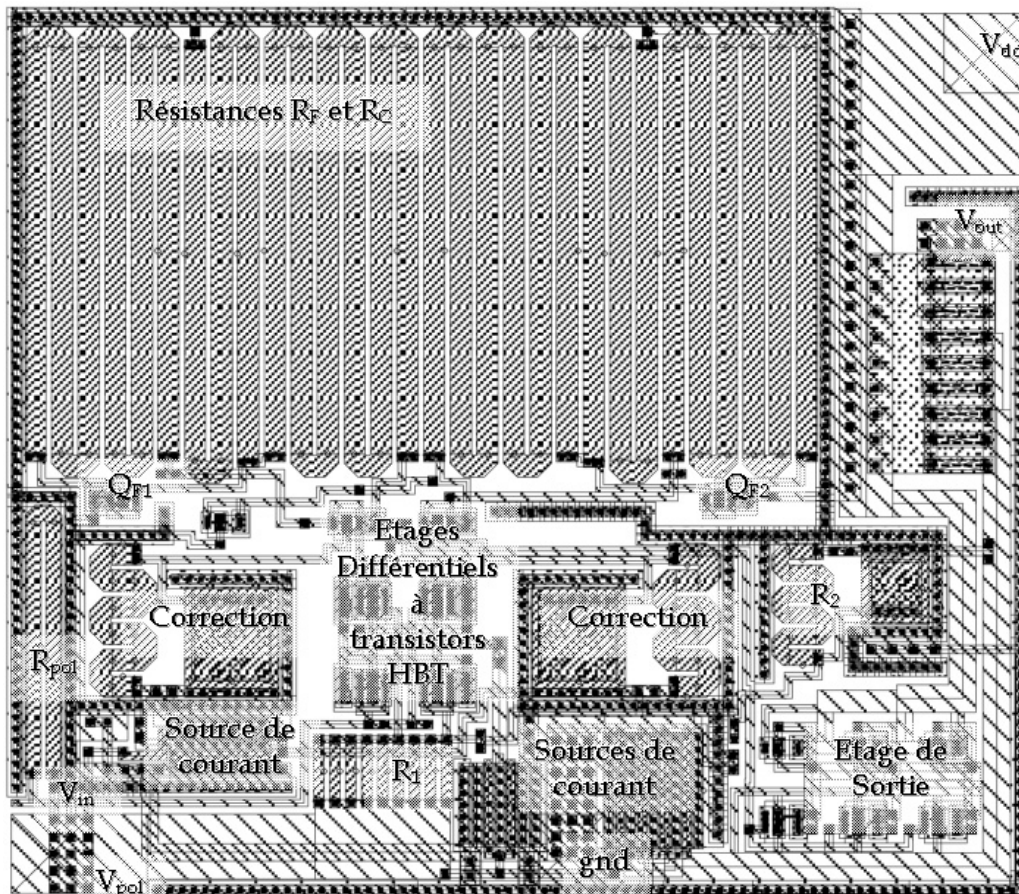 V_dd
Résistances R_F et R_C
V_out
Q_F1
Q_F2
Etages
Différentiels
à
transistors
HBT
Correction
Correction
R_2
R_pol
Source de
courant
R_1
Sources de
courant
Etage de
Sortie
V_in
gnd
V_pol